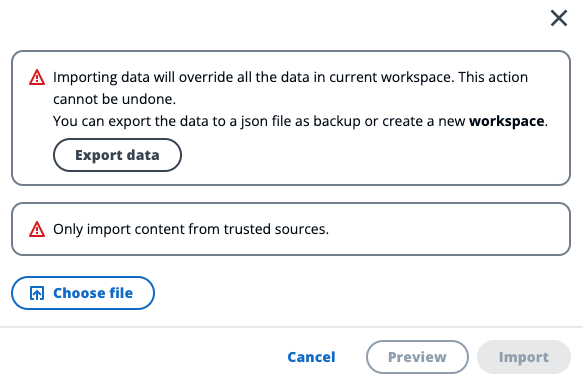 Importing data will override all the data in current workspace. This action
cannot be undone.
You can export the data to a json file as backup or create a new workspace.
Export data
Only import content from trusted sources.
Choose file
Cancel
Preview
Import